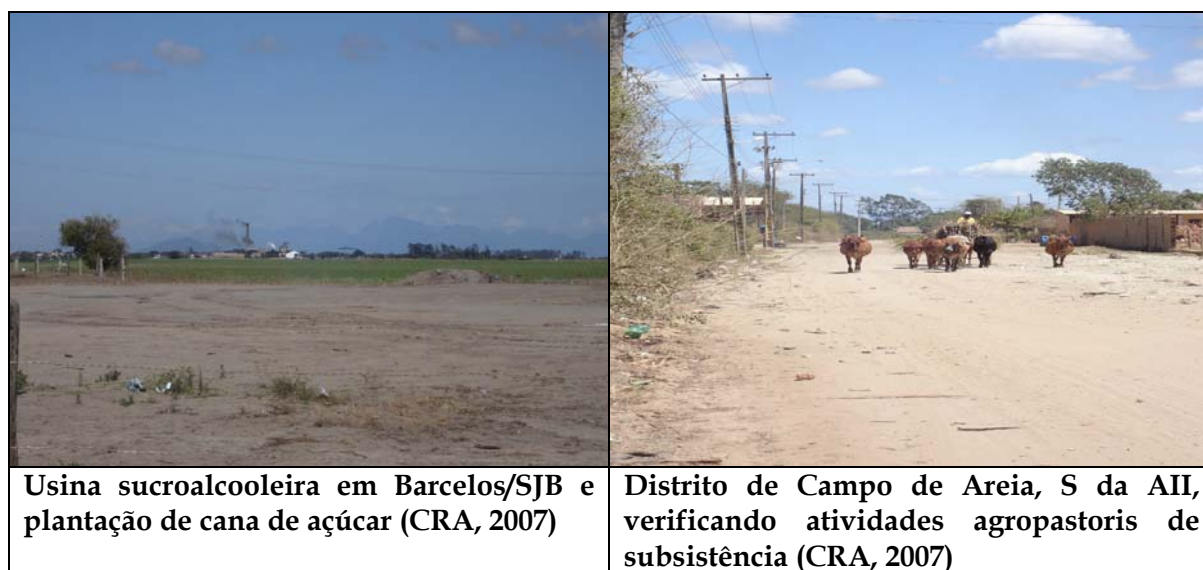 Usina sucroalcooleira em Barcelos/SJB e
plantação de cana de açúcar (CRA, 2007)
Distrito de Campo de Areia, S da AII,
verificando atividades agropastoris de
subsistência (CRA, 2007)